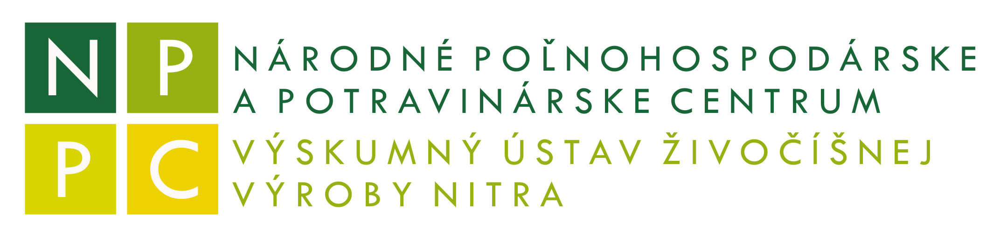 N P
P C
NÁRODNÉ POĽNOHOSPODÁRSKE
A POTRAVINÁRSKE CENTRUM
VÝSKUMNÝ ÚSTAV ŽIVOČÍŠNEJ
VÝROBY NITRA